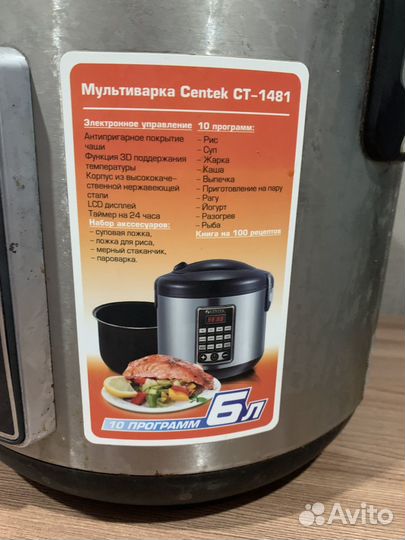 Мультиварка Centek CT-1481
Электронное управление
Антипригарное покрытие
чаши
Функция 3D поддержания
температуры
Корпус из высококаче-
ственной нержавеющей
стали
LCD дисплей
Таймер на 24 часа
Набор акссесуаров:
- суповая ложка,
- ложка для риса,
- мерный стаканчик,
- пароварка.
10 программ:
- Рис
- Суп
- Жарка
- Каша
- Выпечка
- Приготовление на пару
- Рагу
- Йогурт
- Разогрев
- Рыба
Книга на 100 рецептов
10 ПРОГРАММ 6л
Avito